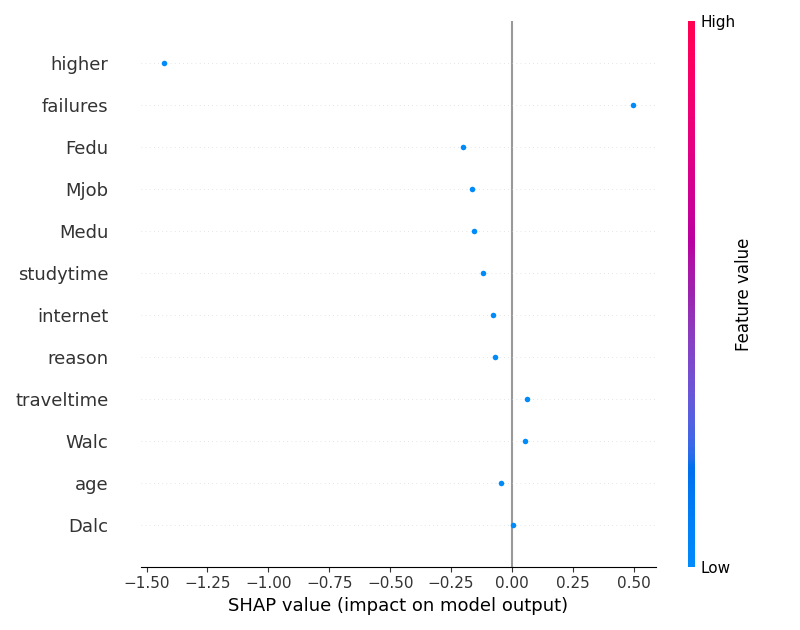 higher
failures
Fedu
Mjob
Medu
studytime
internet
reason
traveltime
Walc
age
Dalc
−1.50 −1.25 −1.00 −0.75 −0.50 −0.25 0.00 0.25 0.50
SHAP value (impact on model output)
High
Feature value
Low